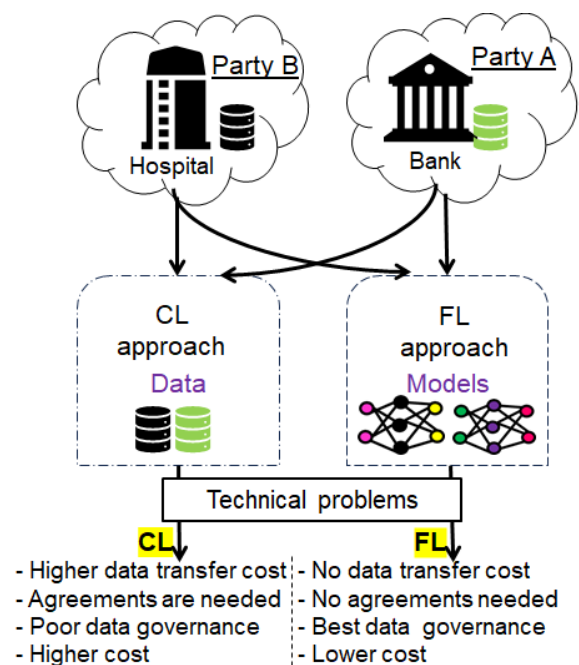 Party B
Party A
Hospital
Bank
CL
approach
Data
FL
approach
Models
Technical problems
CL
- Higher data transfer cost
- Agreements are needed
- Poor data governance
- Higher cost
FL
- No data transfer cost
- No agreements needed
- Best data governance
- Lower cost